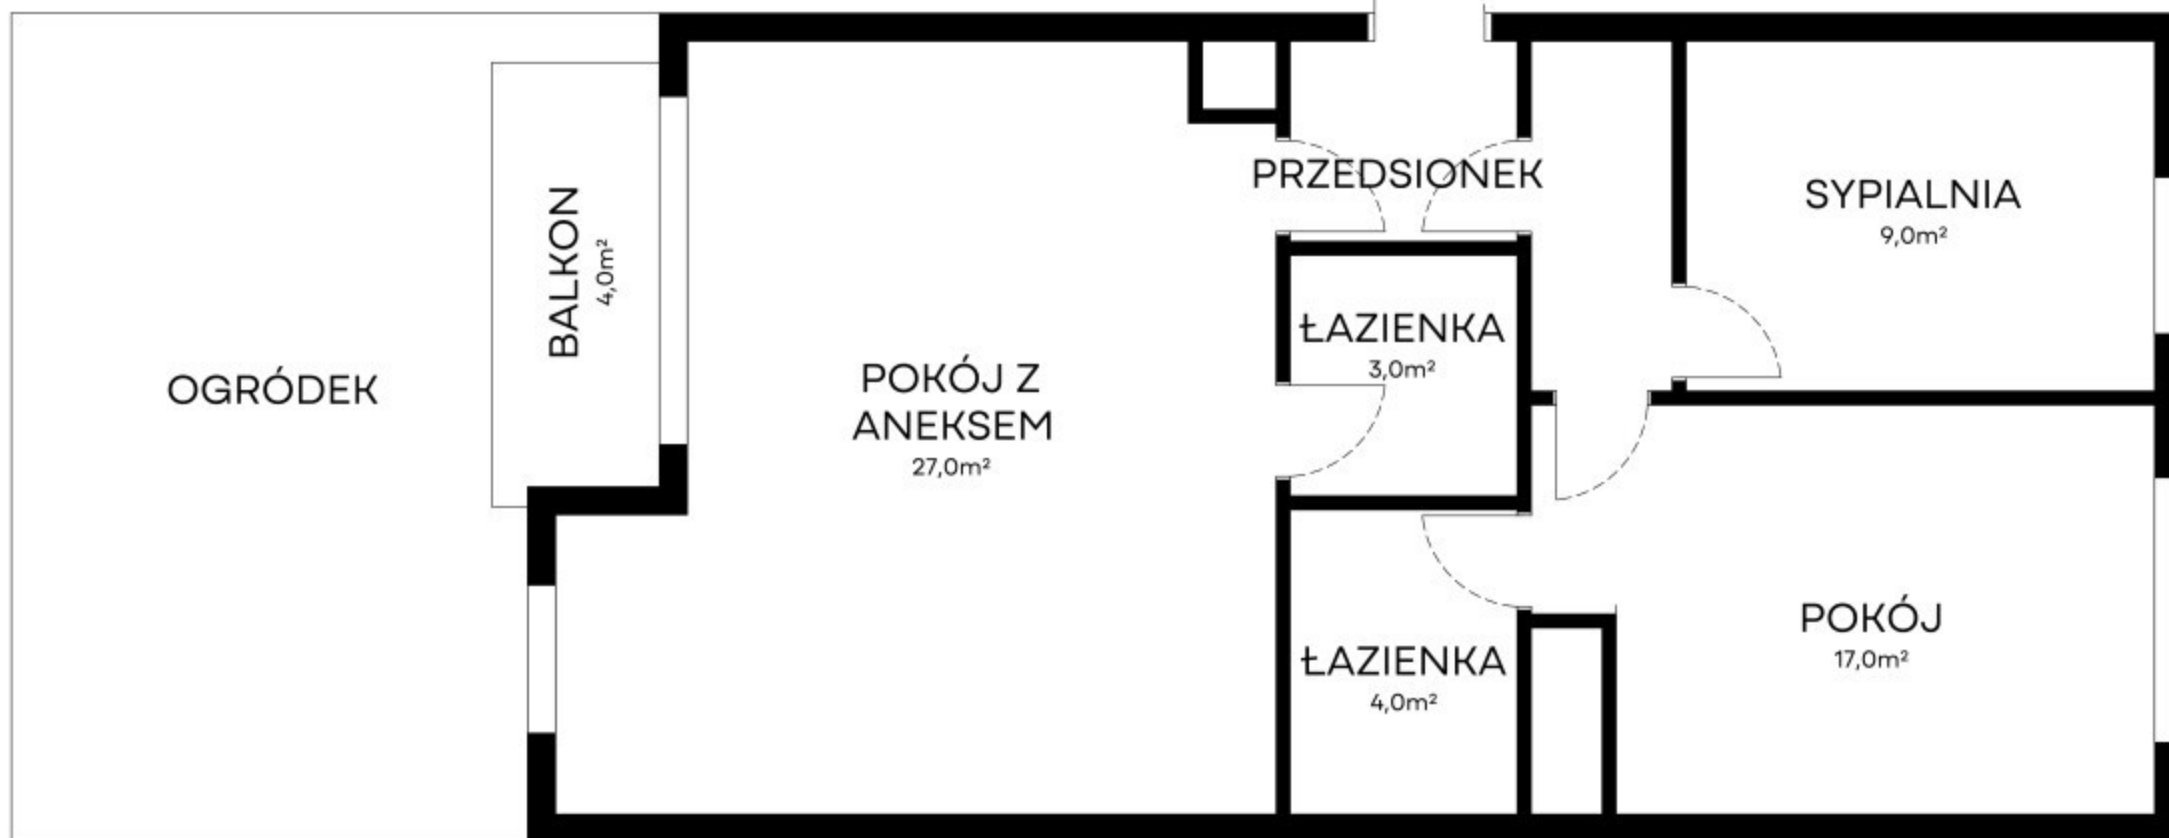 OGRÓDEK
BALKON
4,0m²
POKÓJ Z
ANEKSEM
27,0m²
PRZEDSIONEK
ŁAZIENKA
3,0m²
ŁAZIENKA
4,0m²
SYPIALNIA
9,0m²
POKÓJ
17,0m²